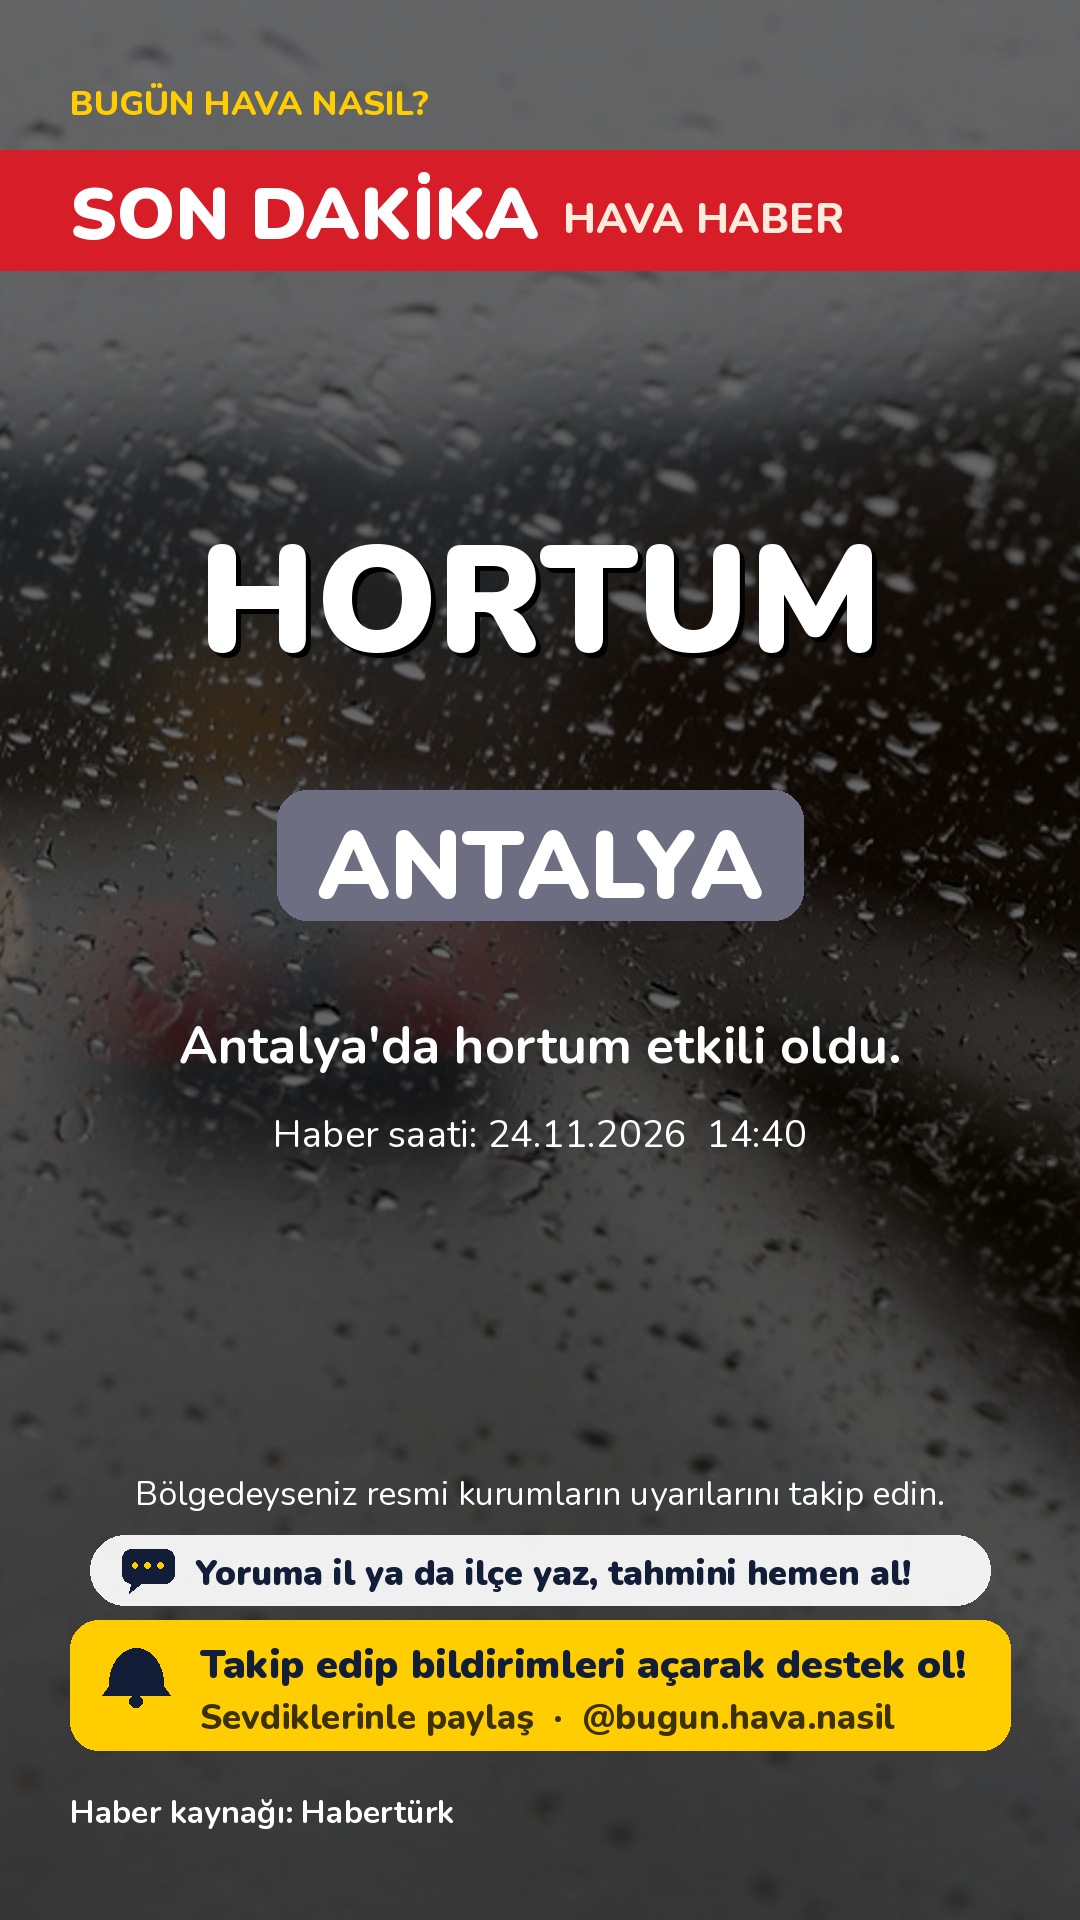 BUGÜN HAVA NASIL?
SON DAKİKA HAVA HABER
HORTUM
ANTALYA
Antalya'da hortum etkili oldu.
Haber saati: 24.11.2026 14:40
Bölgedeyseniz resmi kurumların uyarılarını takip edin.
Yoruma il ya da ilçe yaz, tahmini hemen al!
Takip edip bildirimleri açarak destek ol!
Sevdiklerinle paylaş · @bugun.hava.nasil
Haber kaynağı: Habertürk